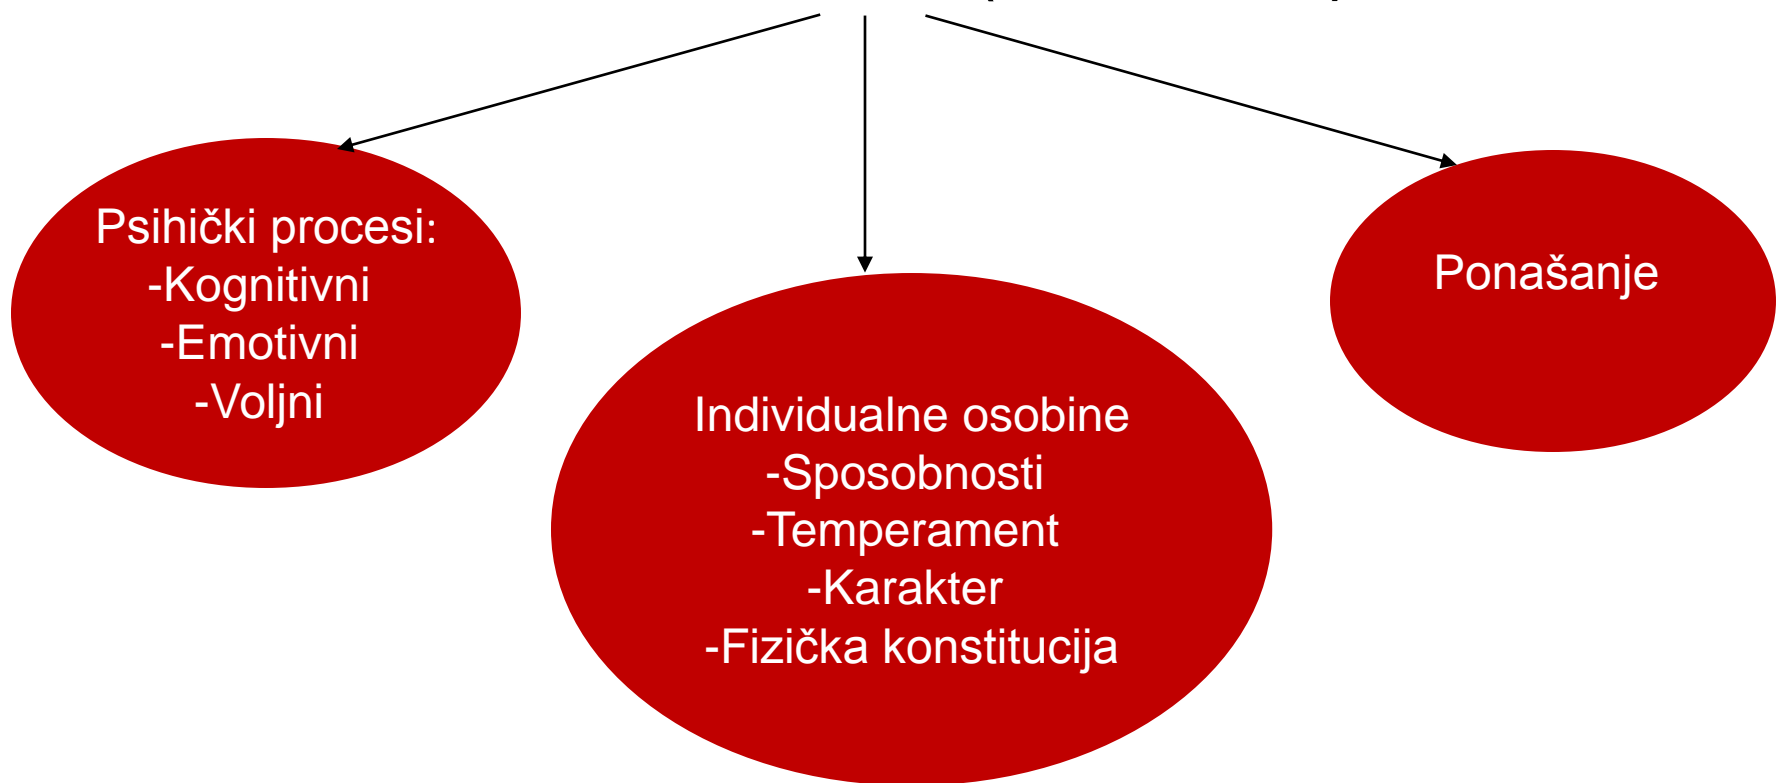 Psihički procesi:
-Kognitivni
-Emotivni
-Voljni
Individualne osobine
-Sposobnosti
-Temperament
-Karakter
-Fizička konstitucija
Ponašanje